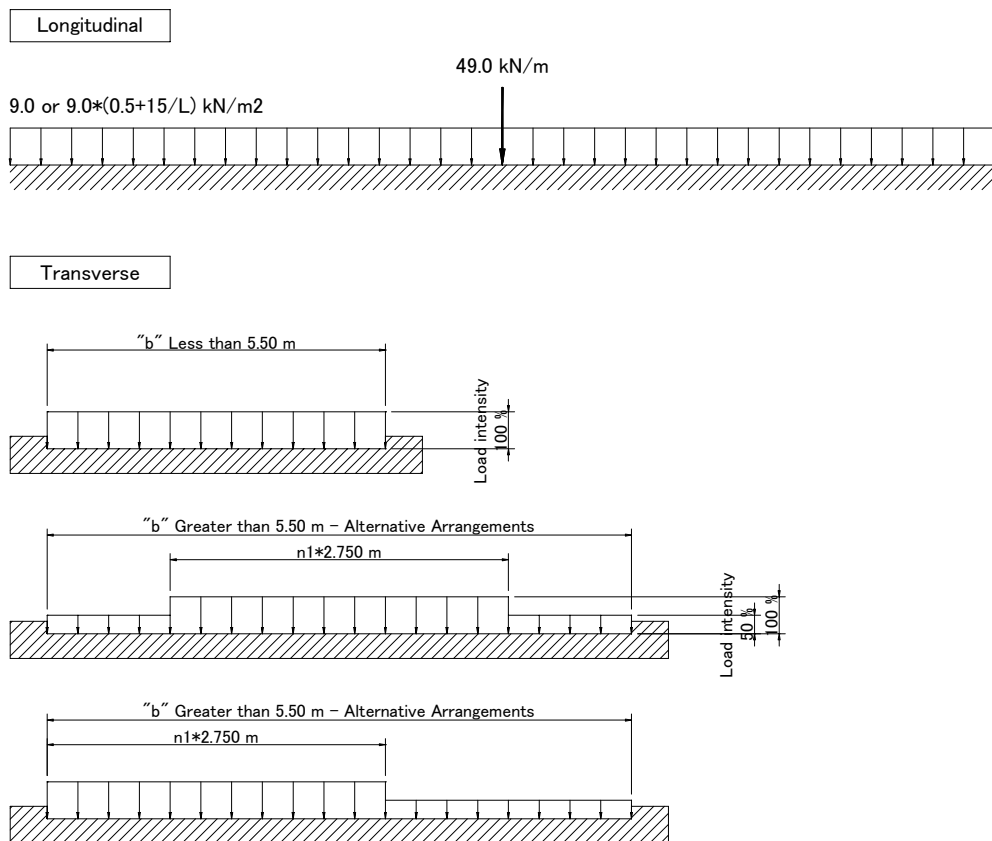 Longitudinal
49.0 kN/m
9.0 or 9.0*(0.5+15/L) kN/m2
Transverse
"b" Less than 5.50 m
Load intensity
100 %
"b" Greater than 5.50 m - Alternative Arrangements
n1*2.750 m
Load intensity
50 %
100 %
"b" Greater than 5.50 m - Alternative Arrangements
n1*2.750 m